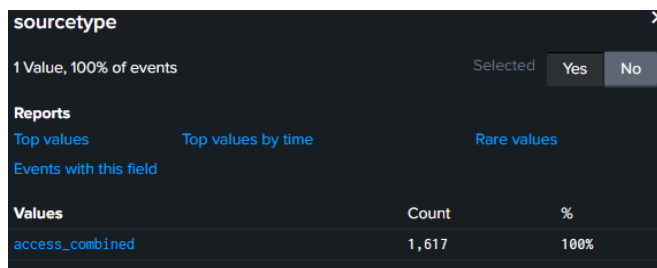 sourcetype
1 Value, 100% of events Selected Yes No
Reports
Top values Top values by time Rare values
Events with this field
Values Count %
access_combined 1,617 100%